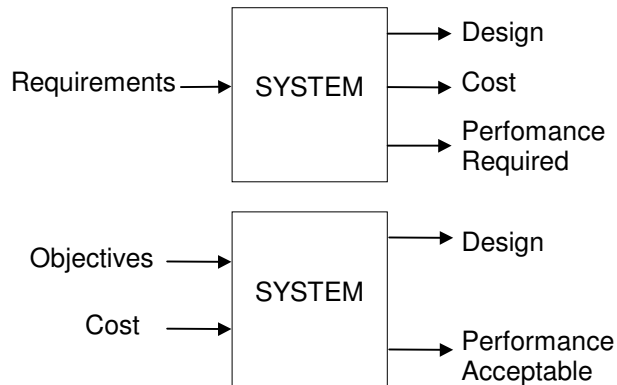 Requirements
SYSTEM
Design
Cost
Perfomance
Required
Objectives
Cost
SYSTEM
Design
Performance
Acceptable